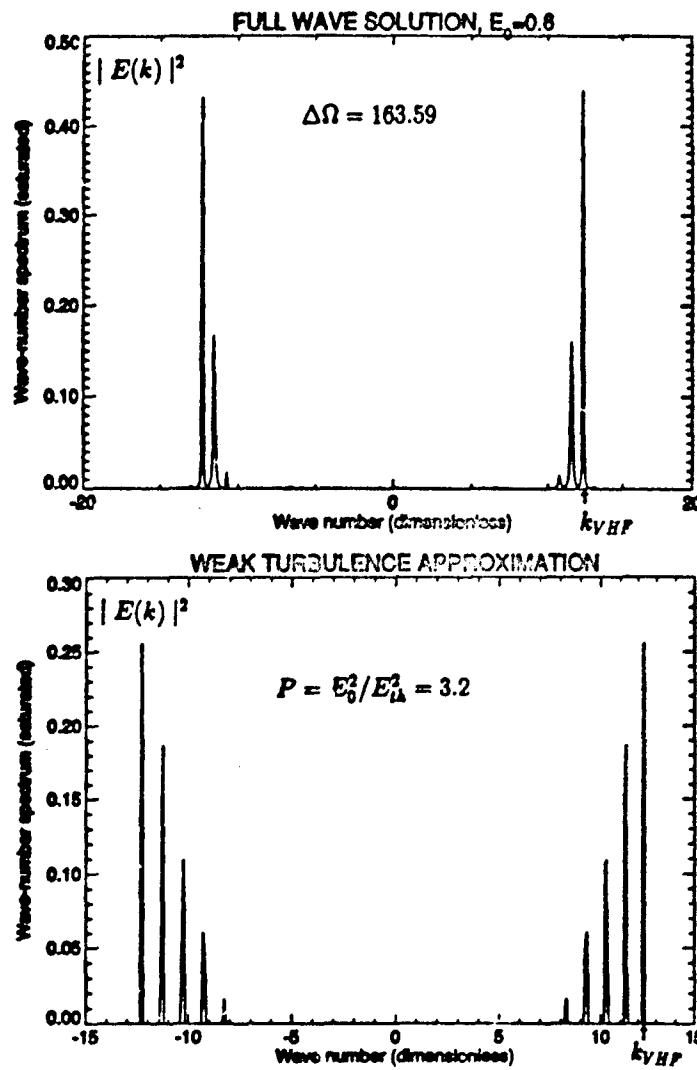 FULL WAVE SOLUTION, E₀=0.6
0.50
| E(k) |²
ΔΩ = 163.59
0.40
0.30
0.20
0.10
0.00
Wave-number spectrum (saturated)
-20
0
20
Wave number (dimensionless)
k_VHF
WEAK TURBULENCE APPROXIMATION
0.30
| E(k) |²
0.25
P = E₀²/E²ₜₕ = 3.2
0.20
0.15
0.10
0.05
0.00
Wave-number spectrum (saturated)
-15
-10
-5
0
5
10
15
Wave number (dimensionless)
k_VHF